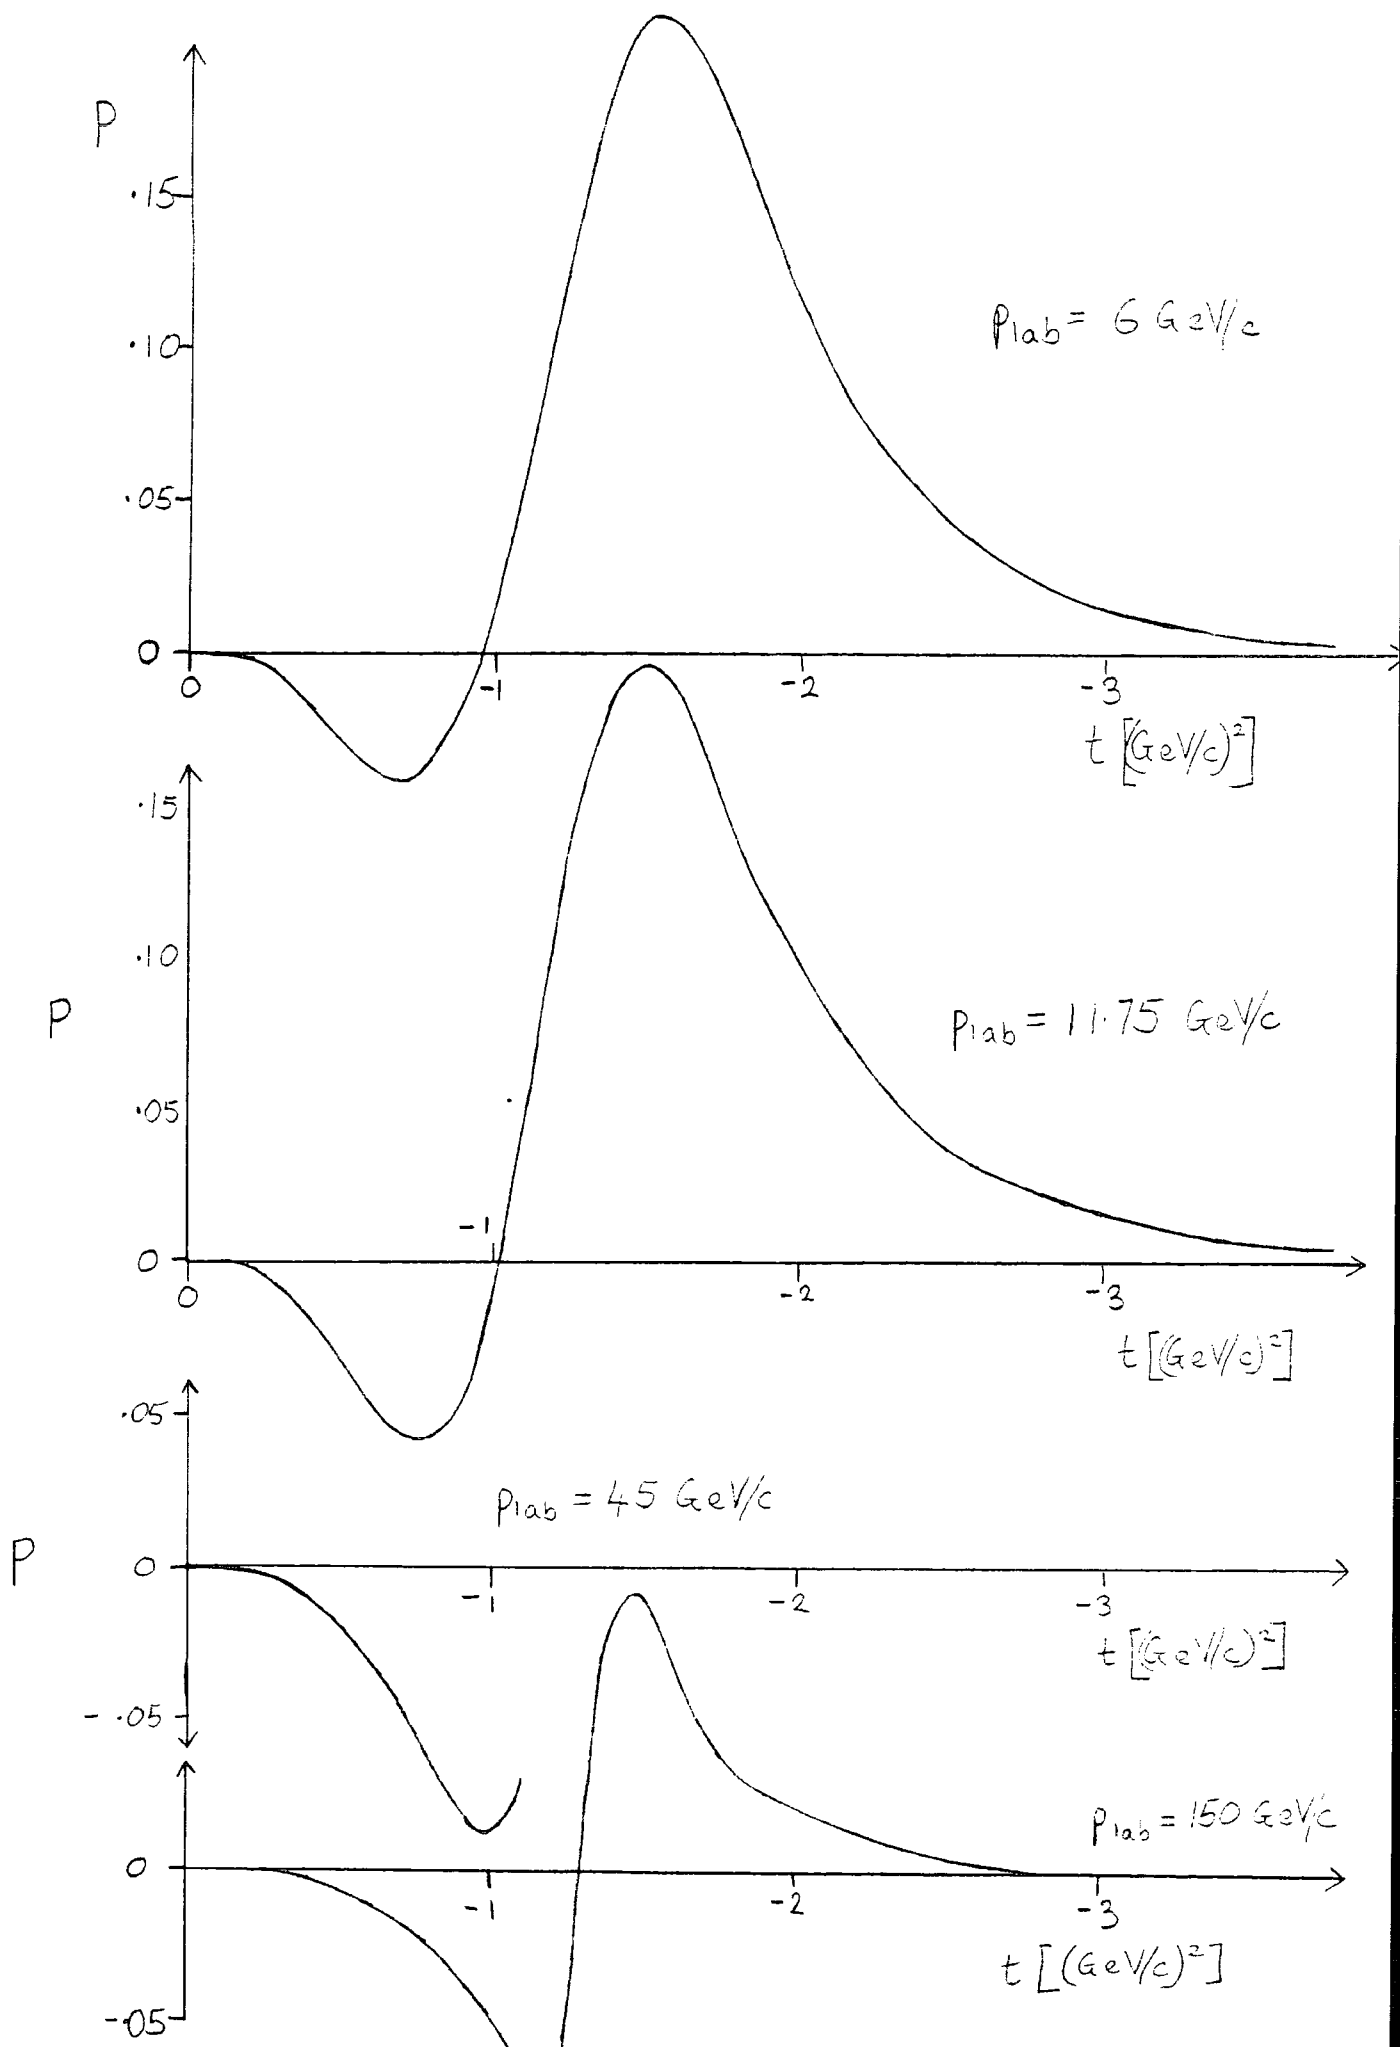 P
·15
·10
·05
0
0 -1 -2 -3
Plab = 6 GeV/c
t [(GeV/c)²]
P
·15
·10
·05
0
-1
0 -2 -3
Plab = 11·75 GeV/c
t [(GeV/c)²]
P
·05
0
- ·05
Plab = 45 GeV/c
-1 -2 -3
t [(GeV/c)²]
0
-·05
Plab = 150 GeV/c
-1 -2 -3
t [(GeV/c)²]